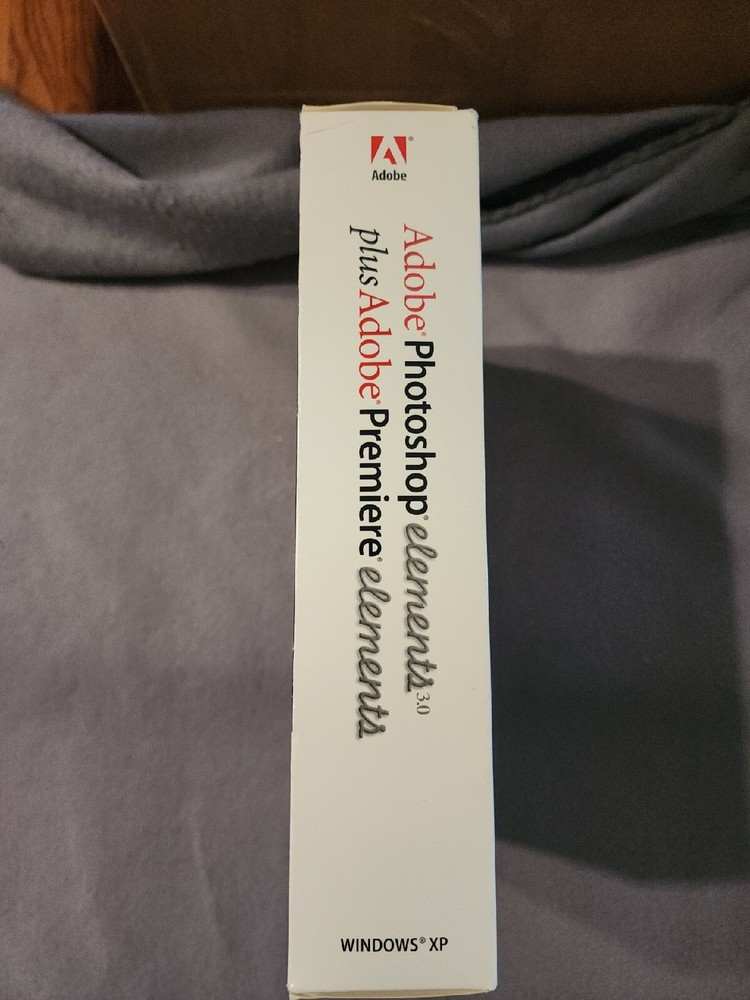 Adobe
Adobe® Photoshop® elements 3.0
plus Adobe® Premiere® elements
WINDOWS® XP